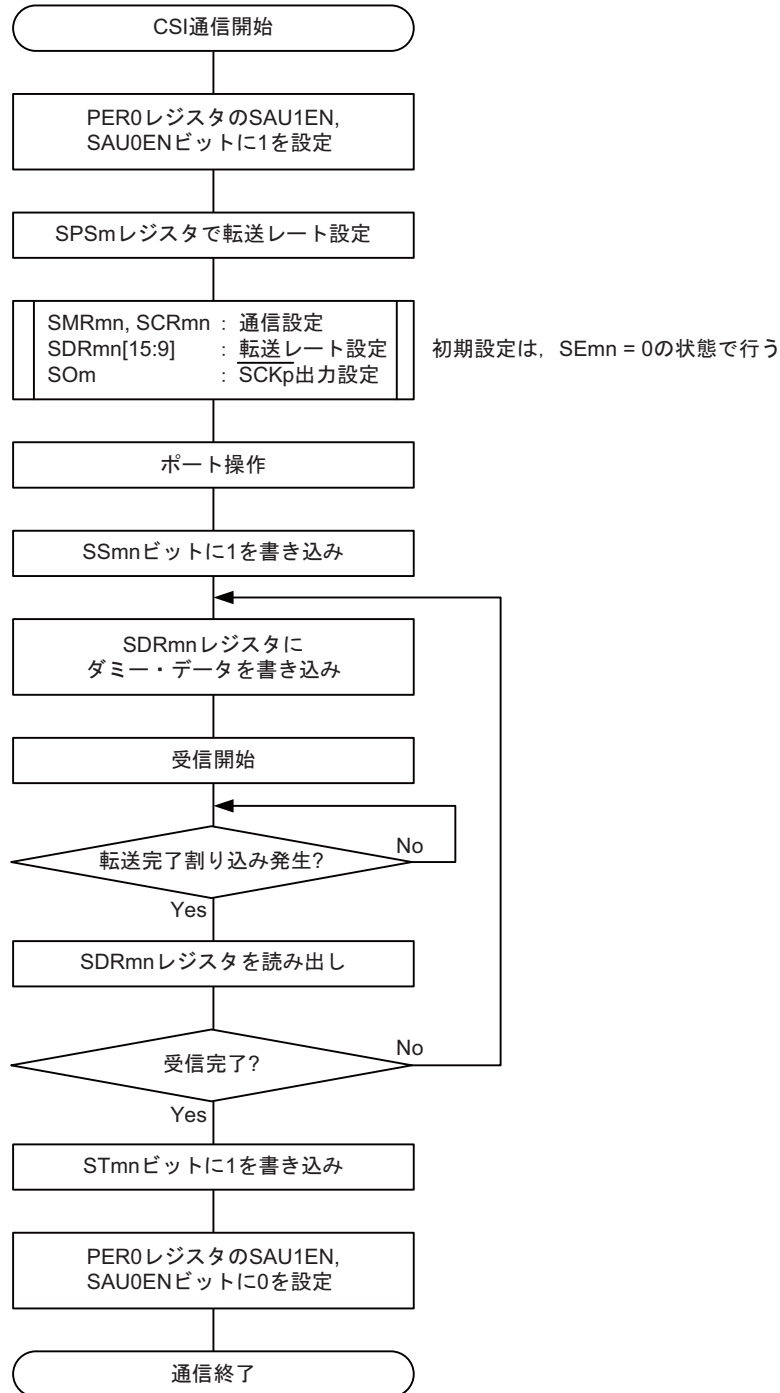 CSI通信開始
PER0レジスタのSAU1EN,
SAU0ENビットに1を設定
SPSmレジスタで転送レート設定
SMRmn, SCRmn : 通信設定
SDRmn[15:9] : 転送レート設定
SOm : SCKp出力設定
初期設定は，SEmn = 0の状態で行う
ポート操作
SSmnビットに1を書き込み
SDRmnレジスタに
ダミー・データを書き込み
受信開始
転送完了割り込み発生?
No
Yes
SDRmnレジスタを読み出し
受信完了?
No
Yes
STmnビットに1を書き込み
PER0レジスタのSAU1EN,
SAU0ENビットに0を設定
通信終了